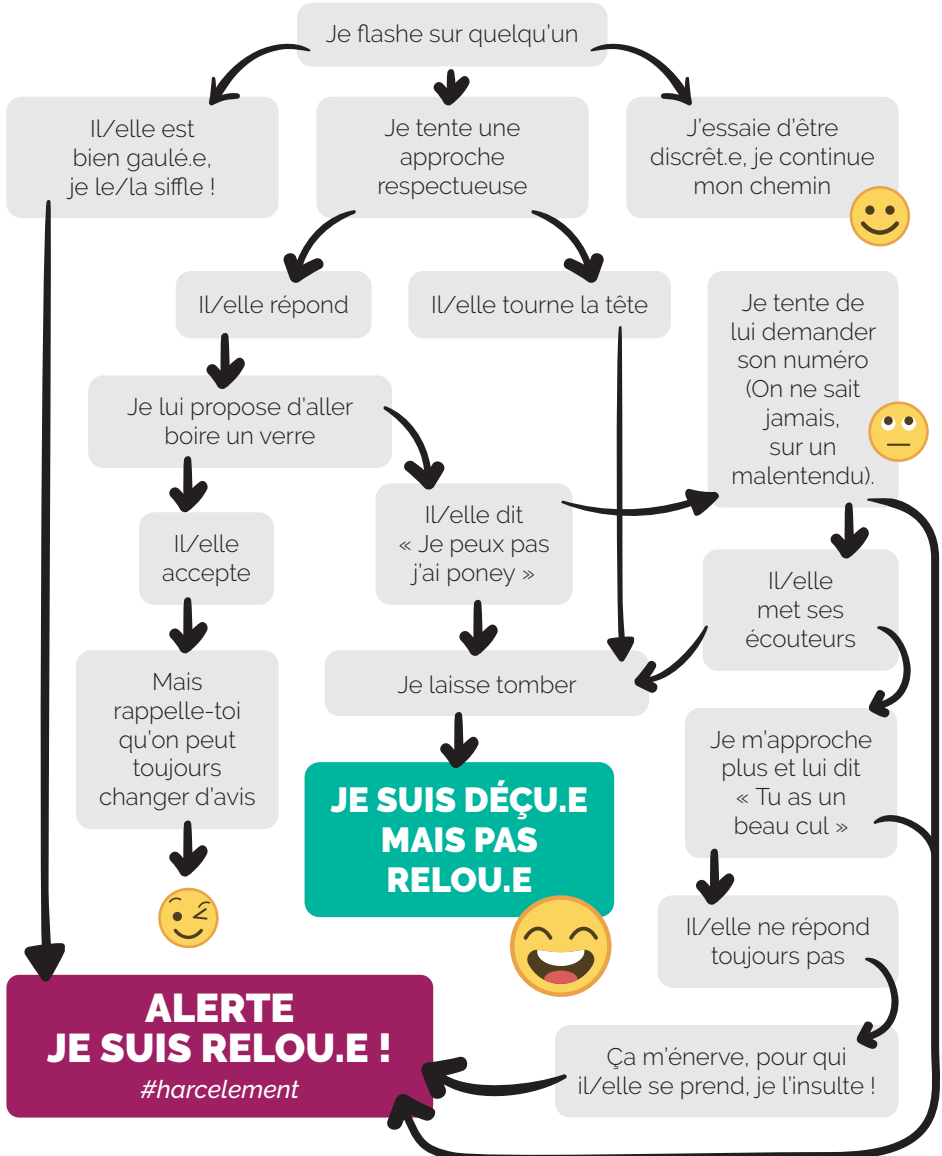 Je flashe sur quelqu'un
Il/elle est
bien gaulé.e,
je le/la siffle !
Je tente une
approche
respectueuse
J'essaie d'être
discrèt.e, je continue
mon chemin
Il/elle répond
Il/elle tourne la tête
Je tente de
lui demander
son numéro
(On ne sait
jamais,
sur un
malentendu).
Je lui propose d'aller
boire un verre
Il/elle dit
« Je peux pas
j'ai poney »
Il/elle
accepte
Il/elle
met ses
écouteurs
Mais
rappelle-toi
qu'on peut
toujours
changer d'avis
Je laisse tomber
Je m'approche
plus et lui dit
« Tu as un
beau cul »
JE SUIS DÉÇU.E
MAIS PAS
RELOU.E
Il/elle ne répond
toujours pas
ALERTE
JE SUIS RELOU.E !
#harcelement
Ça m'énerve, pour qui
il/elle se prend, je l'insulte !